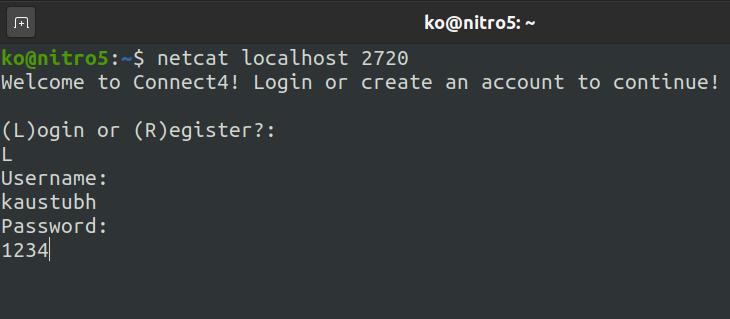 ko@nitro5: ~
ko@nitro5:~$ netcat localhost 2720
Welcome to Connect4! Login or create an account to continue!
(L)ogin or (R)egister?:
L
Username:
kaustubh
Password:
1234